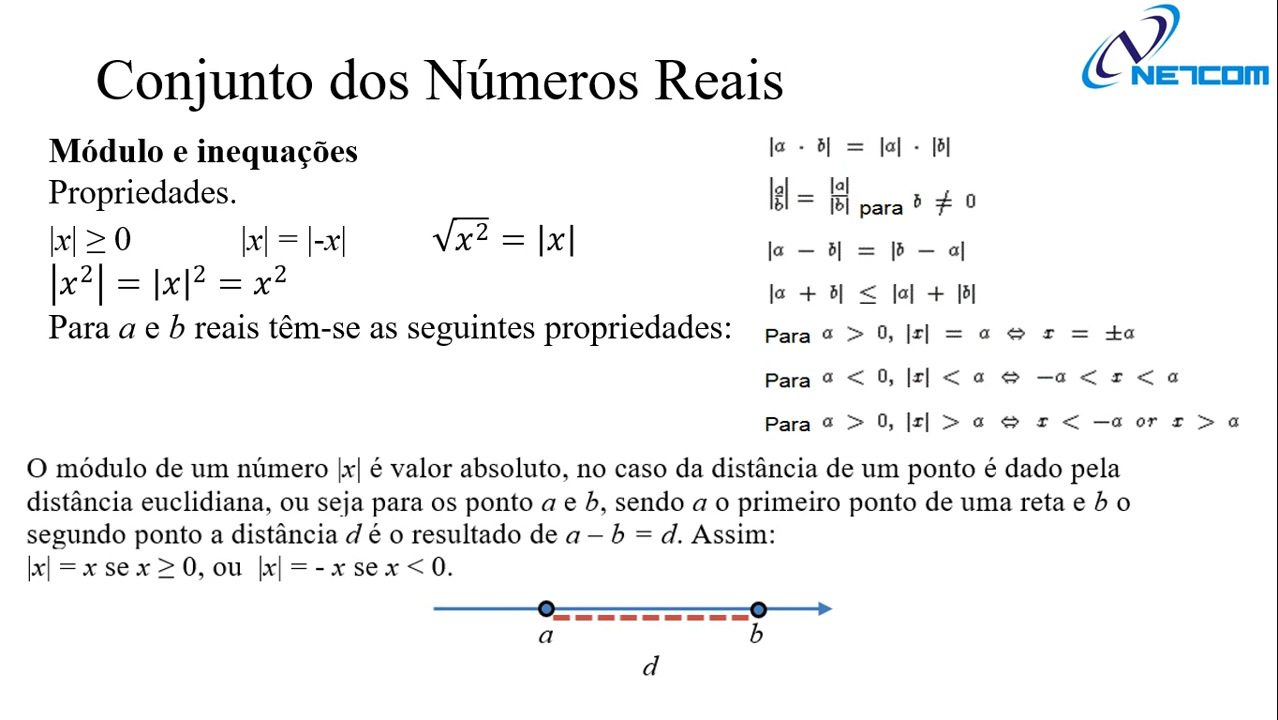 Conjunto dos Números Reais
NETCOM
Módulo e inequações
Propriedades.
|x| ≥ 0 |x| = |-x| √x² = |x|
|x²| = |x|² = x²
Para a e b reais têm-se as seguintes propriedades:
|a · b| = |a| · |b|
|a/b| = |a|/|b| para b ≠ 0
|a − b| = |b − a|
|a + b| ≤ |a| + |b|
Para a > 0, |x| = a ⇔ x = ±a
Para a < 0, |x| < a ⇔ −a < x < a
Para a > 0, |x| > a ⇔ x < −a or x > a
O módulo de um número |x| é valor absoluto, no caso da distância de um ponto é dado pela
distância euclidiana, ou seja para os ponto a e b, sendo a o primeiro ponto de uma reta e b o
segundo ponto a distância d é o resultado de a – b = d. Assim:
|x| = x se x ≥ 0, ou |x| = - x se x < 0.
a b
d